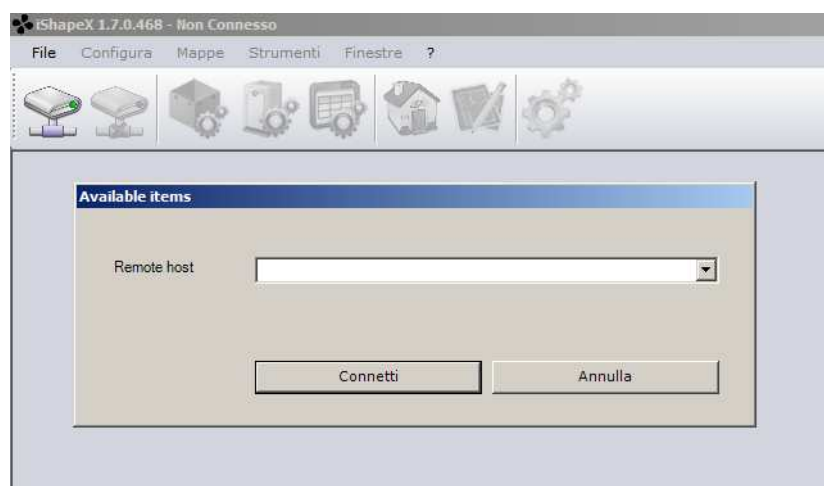 iShapeX 1.7.0.468 - Non Connesso
File Configura Mappe Strumenti Finestre ?
Available items
Remote host
Connetti Annulla